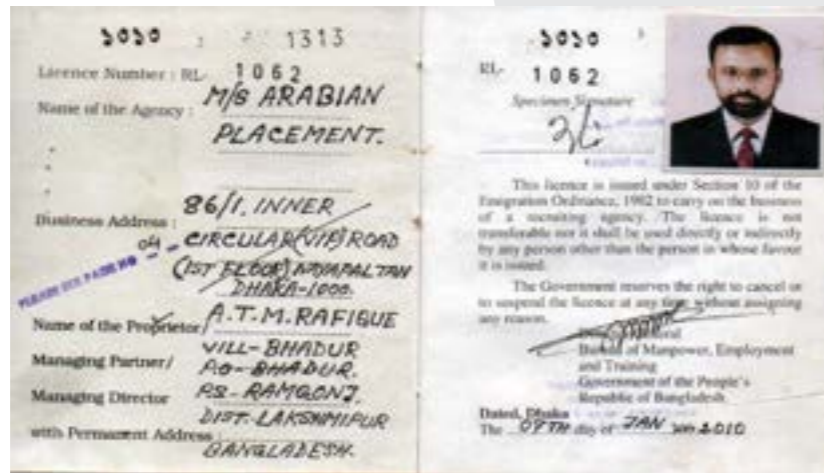 ১০১০ 1313
Licence Number : RL- 1062
Name of the Agency : M/S ARABIAN
PLACEMENT.
Business Address : 86/1, INNER
CIRCULAR (VIP) ROAD
(1ST FLOOR) NAYAPALTAN
DHAKA-1000.
PLEASE SEE PAGE NO - 04
Name of the Proprietor/ A.T.M. RAFIQUE
Managing Partner/ VILL- BHADUR
P.O- BHADUR.
Managing Director P.S- RAMGONJ.
DIST. LAKSHMIPUR
with Permanent Address : BANGLADESH.
১০১০
RL- 1062
Specimen Signature
This licence is issued under Section 10 of the
Emigration Ordinance, 1982 to carry on the business
of a recruiting agency. The licence is not
transferable nor it shall be used directly or indirectly
by any person other than the person in whose favour
it is issued.
The Government reserves the right to cancel or
to suspend the licence at any time without assigning
any reason.
Bureau of Manpower, Employment
and Training
Government of the People's
Republic of Bangladesh
Dated, Dhaka
The 07TH day of JAN 2010